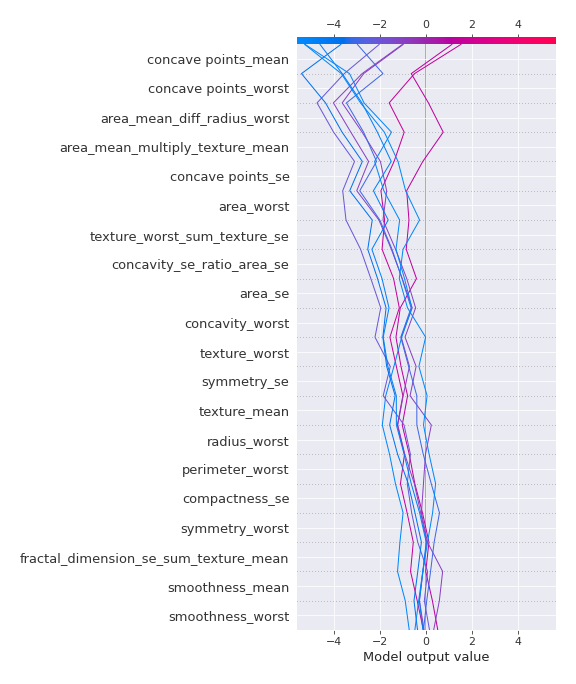 −4 −2 0 2 4
concave points_mean
concave points_worst
area_mean_diff_radius_worst
area_mean_multiply_texture_mean
concave points_se
area_worst
texture_worst_sum_texture_se
concavity_se_ratio_area_se
area_se
concavity_worst
texture_worst
symmetry_se
texture_mean
radius_worst
perimeter_worst
compactness_se
symmetry_worst
fractal_dimension_se_sum_texture_mean
smoothness_mean
smoothness_worst
−4 −2 0 2 4
Model output value